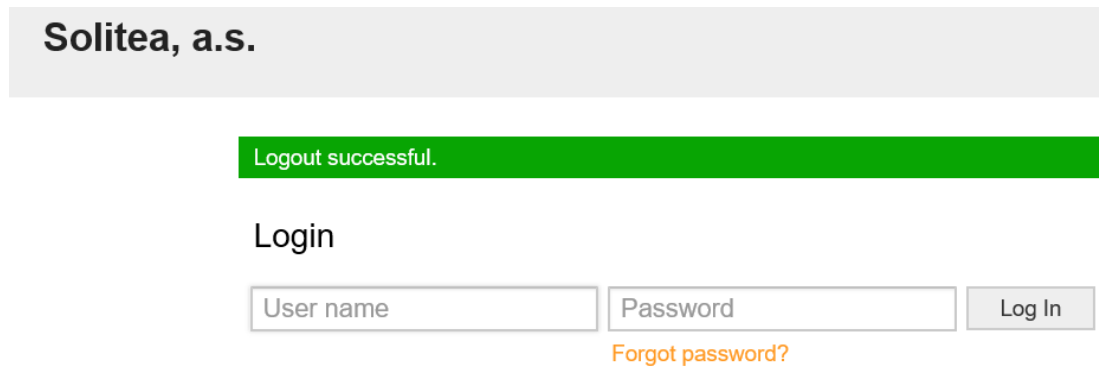 Solitea, a.s.
Logout successful.
Login
User name Password Log In
Forgot password?